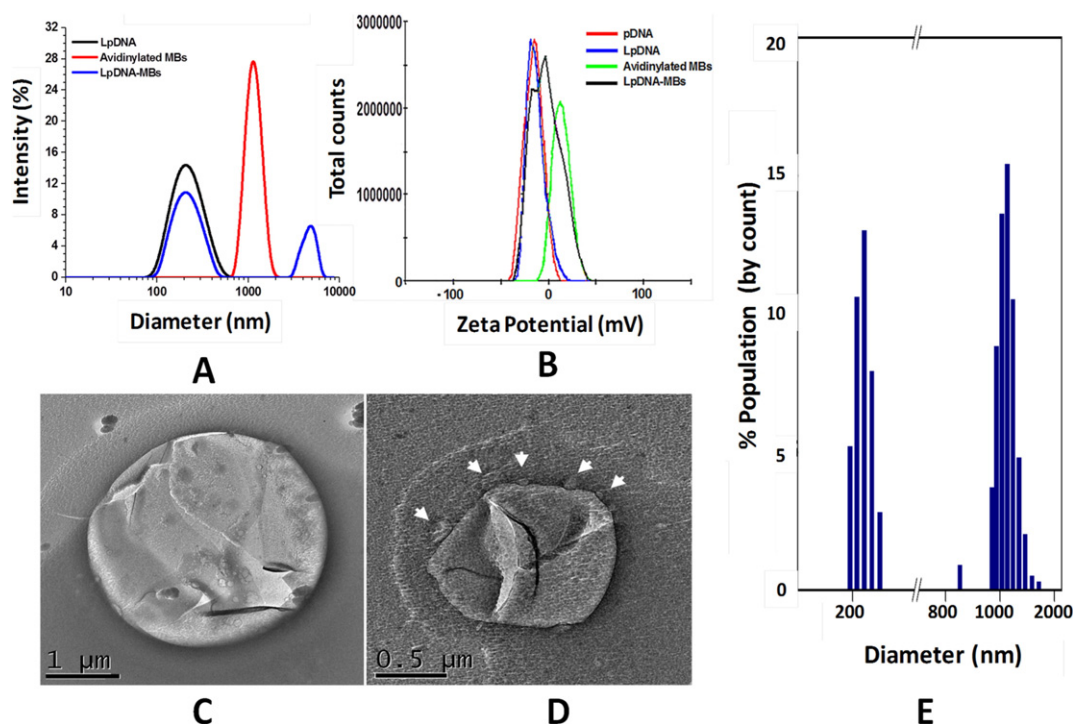 32
28
24
20
16
12
8
4
0
Intensity (%)
LpDNA
Avidinylated MBs
LpDNA-MBs
10 100 1000 10000
Diameter (nm)
A
3000000
2000000
1000000
0
Total counts
pDNA
LpDNA
Avidinylated MBs
LpDNA-MBs
-100 0 100
Zeta Potential (mV)
B
1 μm
C
0.5 μm
D
20
15
10
5
0
% Population (by count)
200 800 1000 2000
Diameter (nm)
E